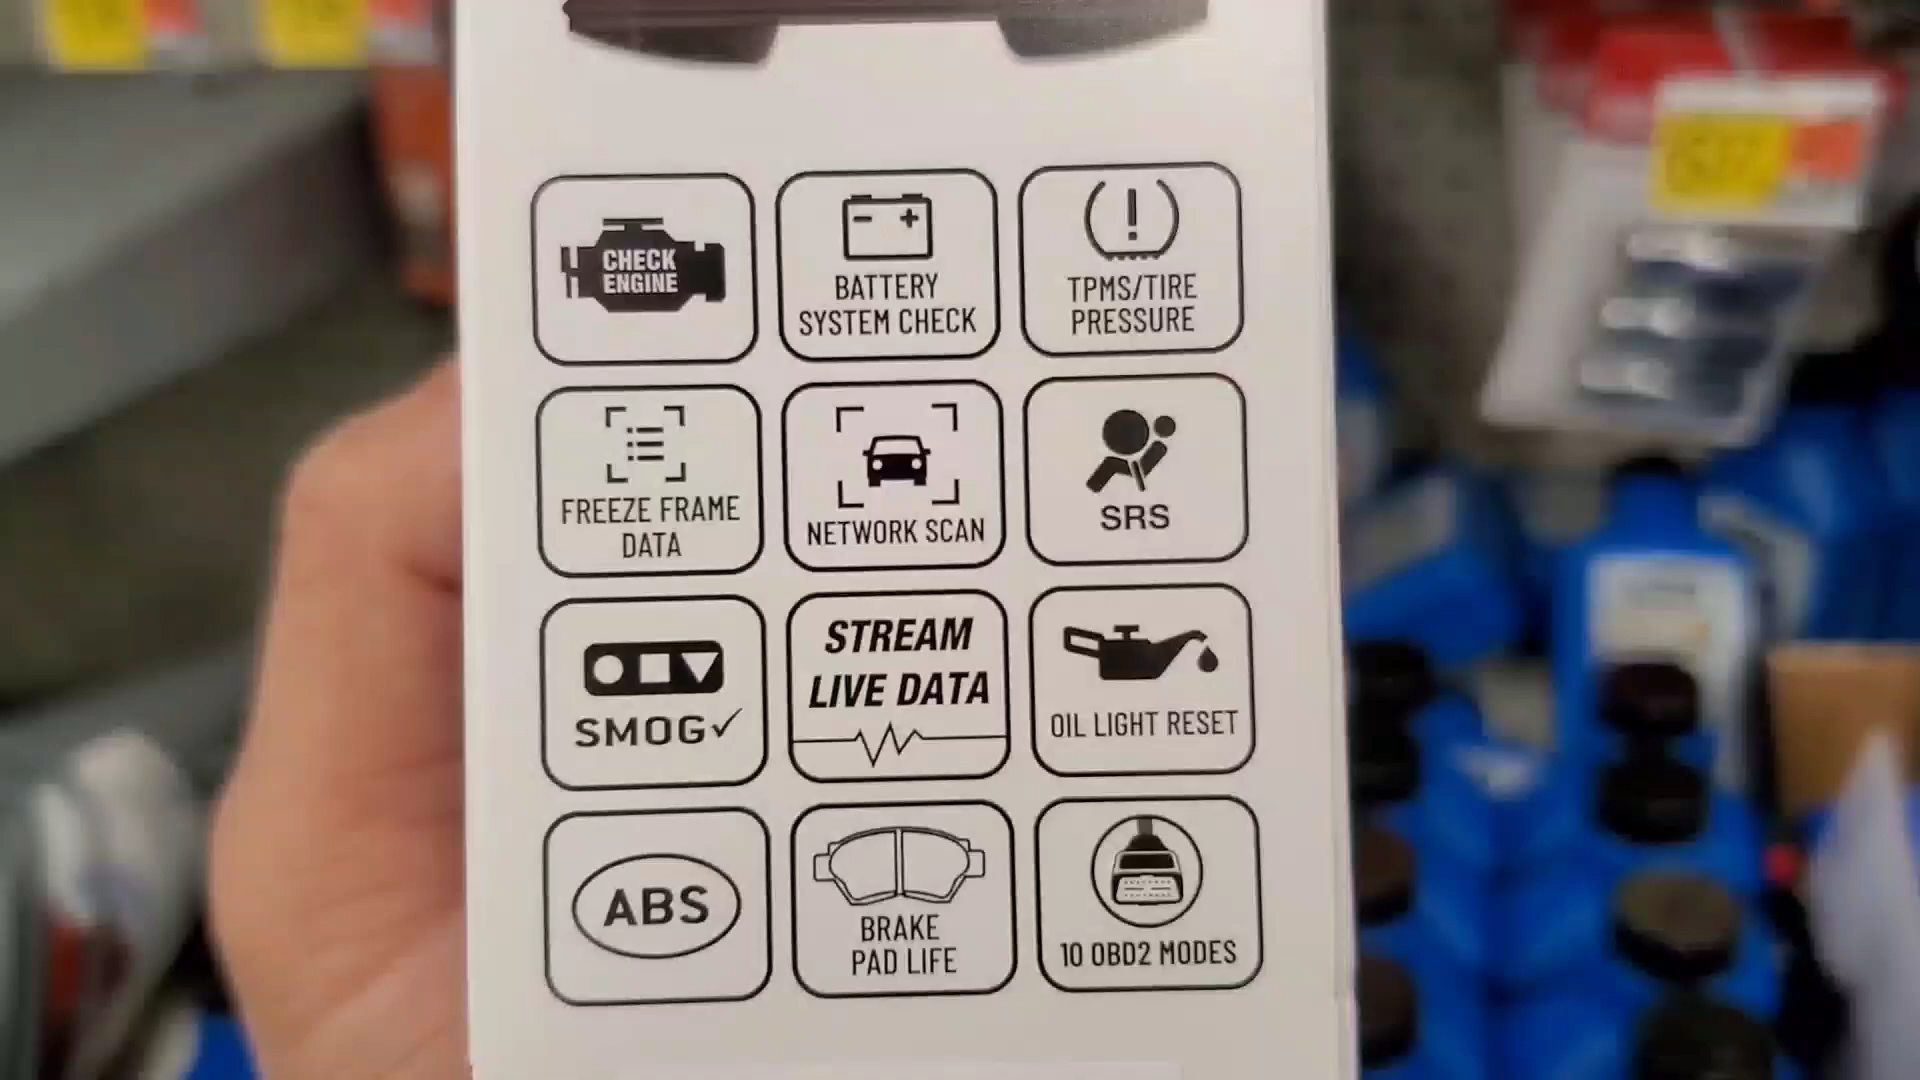 CHECK
ENGINE
BATTERY
SYSTEM CHECK
TPMS/TIRE
PRESSURE
FREEZE FRAME
DATA
NETWORK SCAN
SRS
SMOG✓
STREAM
LIVE DATA
OIL LIGHT RESET
ABS
BRAKE
PAD LIFE
10 OBD2 MODES